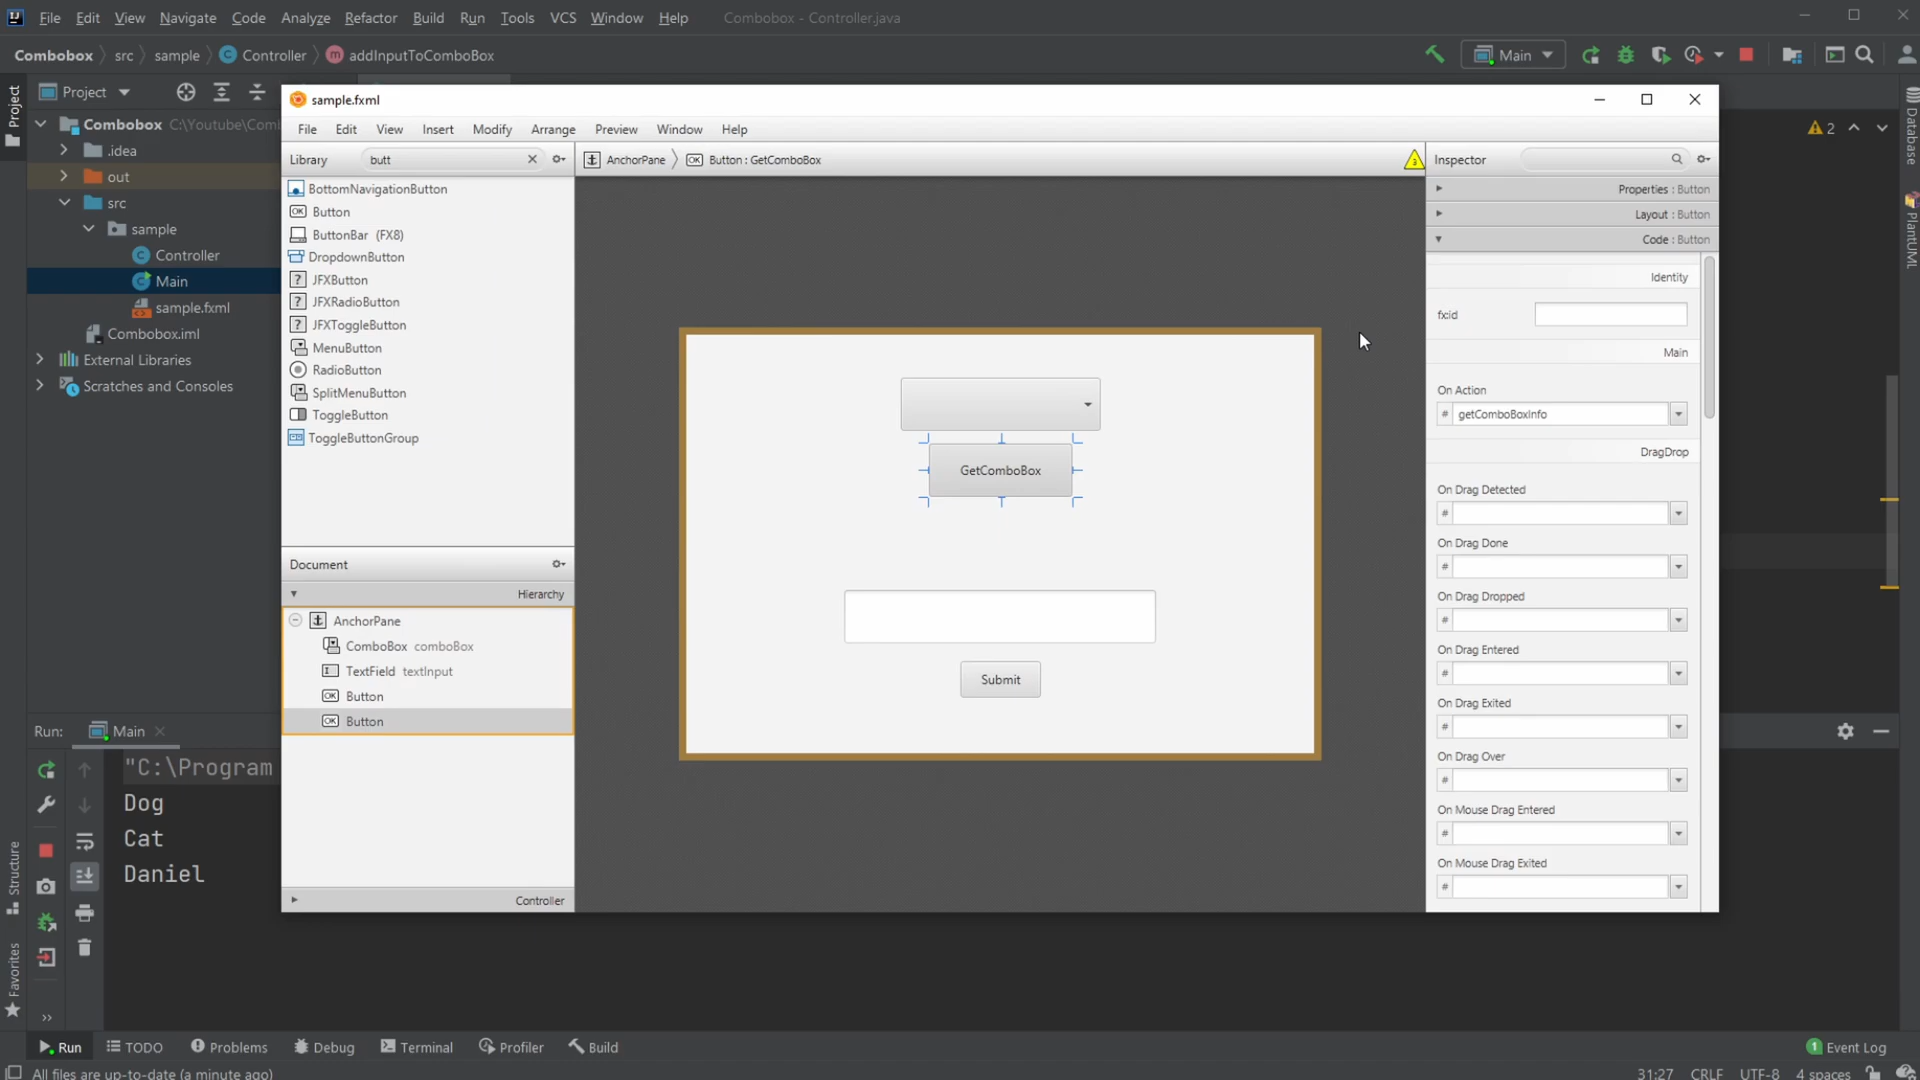 File Edit View Navigate Code Analyze Refactor Build Run Tools VCS Window Help Combobox - Controller.java
Combobox src sample Controller addInputToComboBox
Main
Project
Project
Combobox C:\Youtube\Com
.idea
out
src
sample
Controller
Main
sample.fxml
Combobox.iml
External Libraries
Scratches and Consoles
2
Database
PlantUML
sample.fxml
File Edit View Insert Modify Arrange Preview Window Help
Library butt
AnchorPane Button : GetComboBox
3
Inspector
BottomNavigationButton
Button
ButtonBar (FX8)
DropdownButton
JFXButton
JFXRadioButton
JFXToggleButton
MenuButton
RadioButton
SplitMenuButton
ToggleButton
ToggleButtonGroup
Document
Hierarchy
AnchorPane
ComboBox comboBox
TextField textInput
Button
Button
Controller
GetComboBox
Submit
Properties : Button
Layout : Button
Code : Button
Identity
fx:id
Main
On Action
# getComboBoxInfo
DragDrop
On Drag Detected
#
On Drag Done
#
On Drag Dropped
#
On Drag Entered
#
On Drag Exited
#
On Drag Over
#
On Mouse Drag Entered
#
On Mouse Drag Exited
#
Run: Main
"C:\Program
Dog
Cat
Daniel
Structure
Favorites
Run TODO Problems Debug Terminal Profiler Build
1 Event Log
All files are up-to-date (a minute ago)
31:27 CRLF UTF-8 4 spaces